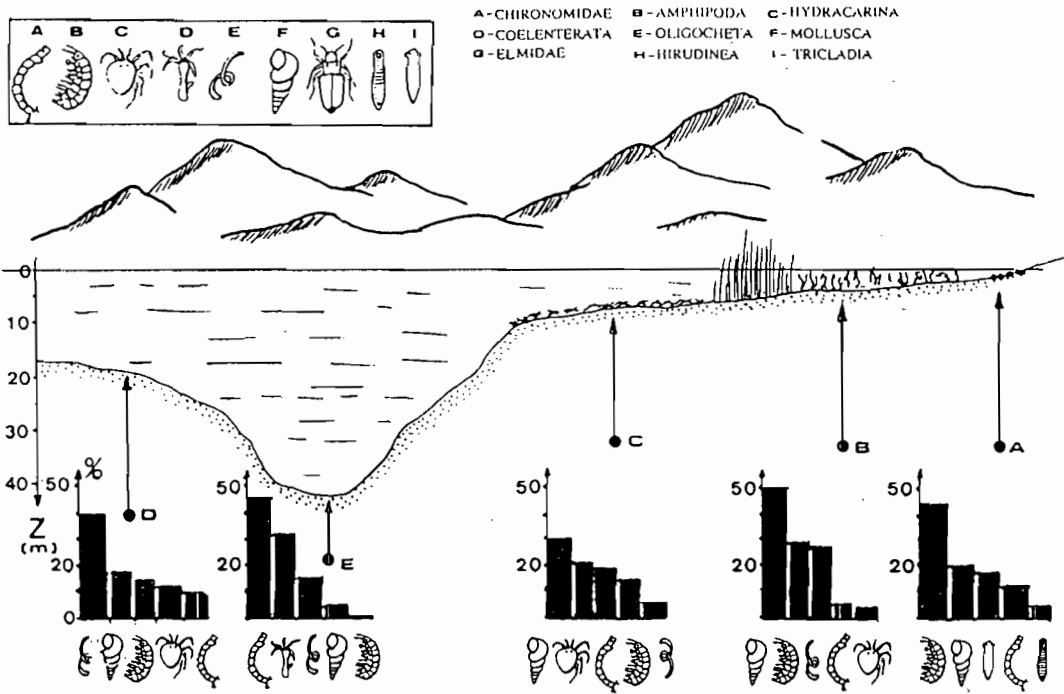 A - CHIRONOMIDAE B - AMPHIPODA C - HYDRACARINA
D - COELENTERATA E - OLIGOCHETA F - MOLLUSCA
G - ELMIDAE H - HIRUDINEA I - TRICLADIA
A B C D E F G H I
0
10
20
30
40
Z
(m)
C
B
A
D
E
%
50
20
0
50
20
50
20
50
20
50
20